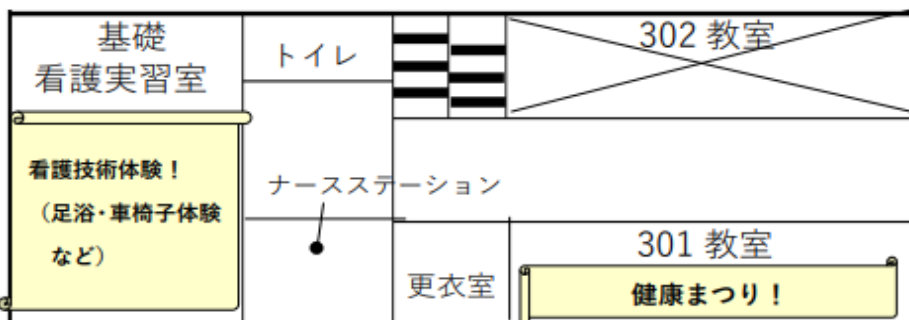 基礎
看護実習室
トイレ
302 教室
看護技術体験！
（足浴・車椅子体験
など）
ナースステーション
更衣室
301 教室
健康まつり！